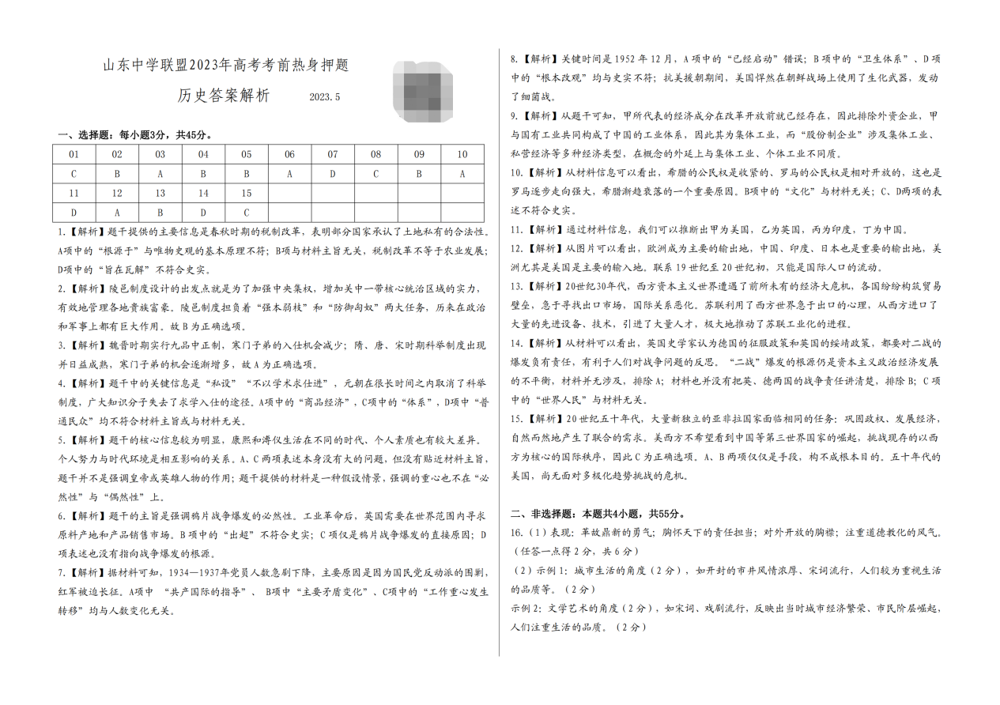 山东中学联盟2023年高考考前热身押题
历史答案解析 2023.5
一、选择题：每小题3分，共45分。
01 02 03 04 05 06 07 08 09 10
C B A B B A D C B A
11 12 13 14 15
D A B D C
1.【解析】题干提供的主要信息是春秋时期的税制改革，表明部分国家承认了土地私有的合法性。
A项中的“根源于”与唯物史观的基本原理不符；B项与材料主旨无关，税制改革不等于农业发展；
D项中的“旨在瓦解”不符合史实。
2.【解析】陵邑制度设计的出发点就是为了加强中央集权，增加关中一带核心统治区域的实力，
有效地管理各地贵族富豪。陵邑制度担负着“强本弱枝”和“防御匈奴”两大任务，历来在政治
和军事上都有巨大作用。故 B 为正确选项。
3.【解析】魏晋时期实行九品中正制，寒门子弟的入仕机会减少；隋、唐、宋时期科举制度出现
并日益成熟，寒门子弟的机会逐渐增多，故 A 为正确选项。
4.【解析】题干中的关键信息是“私设”“不以学术求仕进”，元朝在很长时间之内取消了科举
制度，广大知识分子失去了求学入仕的途径。A项中的“商品经济”，C项中的“体系”，D项中“普
通民众”均不符合材料主旨或与材料无关。
5.【解析】题干的核心信息较为明显，康熙和溥仪生活在不同的时代、个人素质也有较大差异。
个人努力与时代环境是相互影响的关系。A、C 两项表述本身没有大的问题，但没有贴近材料主旨，
题干并不是强调皇帝或英雄人物的作用；题干提供的材料是一种假设情景，强调的重心也不在“必
然性”与“偶然性”上。
6.【解析】题干的主旨是强调鸦片战争爆发的必然性。工业革命后，英国需要在世界范围内寻求
原料产地和产品销售市场。B 项中的“出超”不符合史实；C 项仅是鸦片战争爆发的直接原因；D
项表述也没有指向战争爆发的根源。
7.【解析】据材料可知，1934—1937年党员人数急剧下降，主要原因是因为国民党反动派的围剿，
红军被迫长征。A项中 “共产国际的指导”、 B项中“主要矛盾变化”、C项中的“工作重心发生
转移”均与人数变化无关。
8.【解析】关键时间是 1952 年 12 月，A 项中的“已经启动”错误；B 项中的“卫生体系”、D 项
中的“根本改观”均与史实不符；抗美援朝期间，美国悍然在朝鲜战场上使用了生化武器，发动
了细菌战。
9.【解析】从题干可知，甲所代表的经济成分在改革开放前就已经存在，因此排除外资企业，甲
与国有工业共同构成了中国的工业体系，因此其为集体工业，而“股份制企业”涉及集体工业、
私营经济等多种经济类型，在概念的外延上与集体工业、个体工业不同质。
10.【解析】从材料信息可以看出，希腊的公民权是收紧的、罗马的公民权是相对开放的，这也是
罗马逐步走向强大，希腊渐趋衰落的一个重要原因。B项中的“文化”与材料无关；C、D两项的表
述不符合史实。
11.【解析】通过材料信息，我们可以推断出甲为美国，乙为英国，丙为印度，丁为中国。
12.【解析】从图片可以看出，欧洲成为主要的输出地，中国、印度、日本也是重要的输出地，美
洲尤其是美国是主要的输入地。联系 19 世纪至 20 世纪初，只能是国际人口的流动。
13.【解析】20世纪30年代，西方资本主义世界遭遇了前所未有的经济大危机，各国纷纷构筑贸易
壁垒，急于寻找出口市场，国际关系恶化。苏联利用了西方世界急于出口的心理，从西方进口了
大量的先进设备、技术，引进了大量人才，极大地推动了苏联工业化的进程。
14.【解析】从材料可以看出，英国史学家认为德国的征服政策和英国的绥靖政策，都要对二战的
爆发负有责任，有利于人们对战争问题的反思。“二战”爆发的根源仍是资本主义政治经济发展
的不平衡，材料并无涉及，排除 A；材料也并没有把英、德两国的战争责任讲清楚，排除 B；C 项
中的“世界人民”与材料无关。
15.【解析】20 世纪五十年代，大量新独立的亚非拉国家面临相同的任务：巩固政权、发展经济，
自然而然地产生了联合的需求。美西方不希望看到中国等第三世界国家的崛起，挑战现存的以西
方为核心的国际秩序，因此 C 为正确选项。A、B 两项仅仅是手段，构不成根本目的。五十年代的
美国，尚无面对多极化趋势挑战的危机。
二、非选择题：本题共4小题，共55分。
16.（1）表现：革故鼎新的勇气；胸怀天下的责任担当；对外开放的胸襟；注重道德教化的风气。
（任答一点得 2 分，共 6 分）
（2）示例 1：城市生活的角度（2 分），如开封的市井风情浓厚、宋词流行，人们较为重视生活
的品质等。（2 分）
示例 2：文学艺术的角度（2 分），如宋词、戏剧流行，反映出当时城市经济繁荣、市民阶层崛起，
人们注重生活的品质。（2 分）